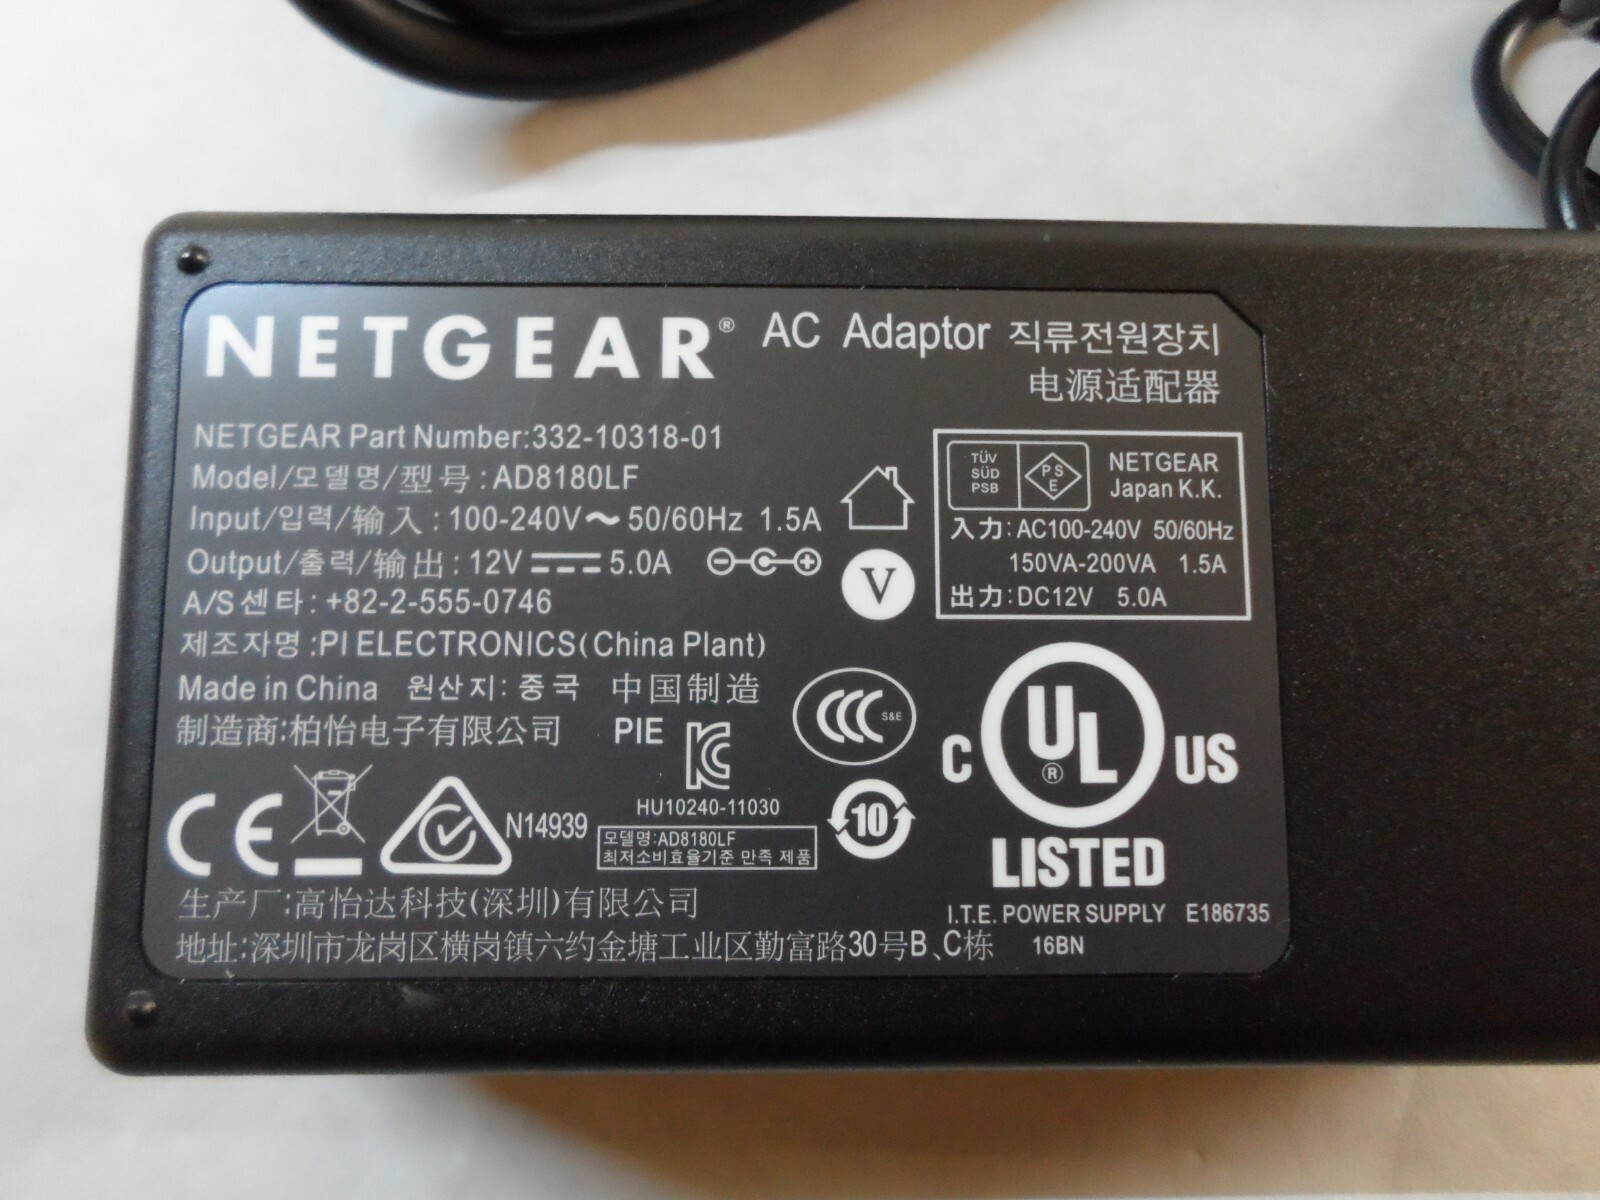 NETGEAR® AC Adaptor 직류전원장치
电源适配器
NETGEAR Part Number:332-10318-01
Model/모델명/型号:AD8180LF
Input/입력/输入:100-240V～50/60Hz 1.5A
Output/출력/输出:12V 5.0A
A/S센타:+82-2-555-0746
제조자명:PI ELECTRONICS(China Plant)
Made in China 원산지:중국 中国制造
制造商:柏怡电子有限公司
PIE
V
TÜV
SÜD
PSB
PS
E
NETGEAR
Japan K.K.
入力:AC100-240V 50/60Hz
150VA-200VA 1.5A
出力:DC12V 5.0A
CCC S&E
C UL® US
LISTED
I.T.E. POWER SUPPLY E186735
16BN
CE
N14939
KC
HU10240-11030
모델명:AD8180LF
최저소비효율기준 만족 제품
10
生产厂:高怡达科技(深圳)有限公司
地址:深圳市龙岗区横岗镇六约金塘工业区勤富路30号B、C栋